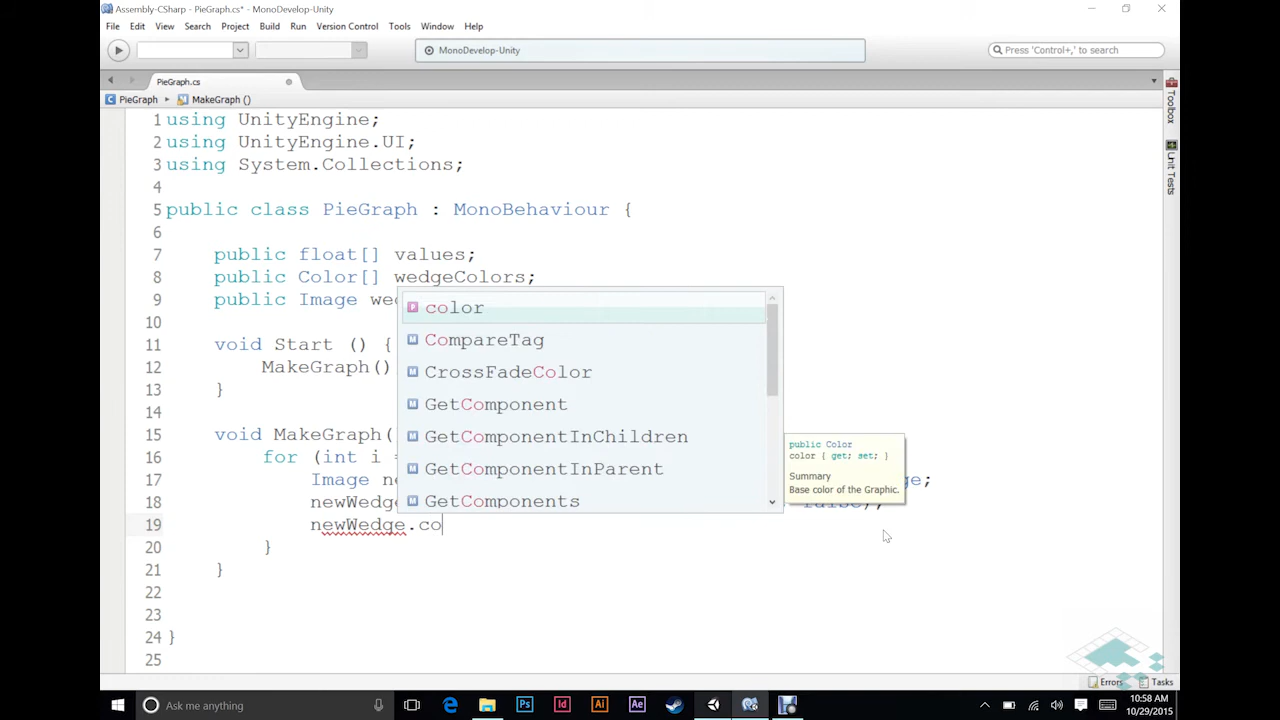 Assembly-CSharp - PieGraph.cs* - MonoDevelop-Unity
File Edit View Search Project Build Run Version Control Tools Window Help
MonoDevelop-Unity
Press 'Control+,' to search
PieGraph.cs
PieGraph MakeGraph ()
1 using UnityEngine;
2 using UnityEngine.UI;
3 using System.Collections;
4
5 public class PieGraph : MonoBehaviour {
6
7 public float[] values;
8 public Color[] wedgeColors;
9 public Image we
10
11 void Start () {
12 MakeGraph()
13 }
14
15 void MakeGraph(
16 for (int i
17 Image ne ge;
18 newWedge false);
19 newWedge.co
20 }
21 }
22
23
24 }
25
color
CompareTag
CrossFadeColor
GetComponent
GetComponentInChildren
GetComponentInParent
GetComponents
public Color
color { get; set; }
Summary
Base color of the Graphic.
Toolbox
Unit Tests
Errors Tasks
Ask me anything
10:58 AM
10/29/2015